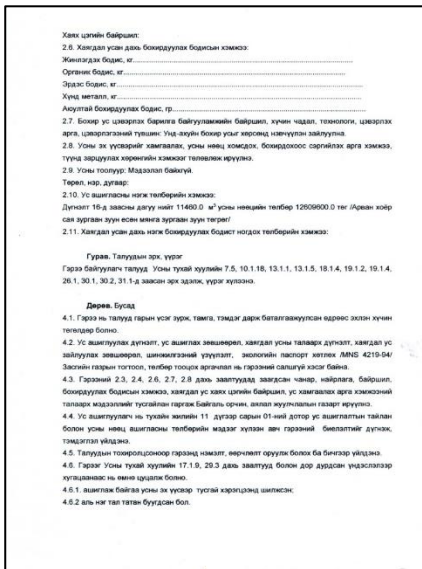 Хаях цэгийн байршил:
2.6. Хаягдал усан дахь бохирдуулах бодисын хэмжээ:
Жинлэгдэх бодис, кг
Органик бодис, кг
Эрдэс бодис, кг
Хүнд металл, кг
Аюултай бохирдуулах бодис, гр
2.7. Бохир ус цэвэрлэх барилга байгууламжийн байршил, хүчин чадал, технологи, цэвэрлэх
арга, цэвэрлэгээний түвшин: Унд-ахуйн бохир усыг хөрсөнд нэвчүүлэн зайлуулна.
2.8. Усны эх үүсвэрийг хамгаалах, усны нөөц хомсдох, бохирдохоос сэргийлэх арга хэмжээ,
түүнд зарцуулах хөрөнгийн хэмжээг төлөвлөж ирүүлнэ.
2.9. Усны тоолуур: Мэдээлэл байхгүй.
Төрөл, нэр, дугаар:
2.10. Ус ашигласны нэгж төлбөрийн хэмжээ:
Дүгнэлт 16-д заасны дагуу нийт 11460.0 м³ усны нөөцийн төлбөр 12609600.0 төг /Арван хоёр
сая зургаан зуун есөн мянга зургаан зуун төгрөг/
2.11. Хаягдал усан дахь нэгж бохирдуулах бодист ногдох төлбөрийн хэмжээ:
Гурав. Талуудын эрх, үүрэг
Гэрээ байгуулагч талууд Усны тухай хуулийн 7.5, 10.1.18, 13.1.1, 13.1.5, 18.1.4, 19.1.2, 19.1.4,
26.1, 30.1, 30.2, 31.1-д заасан эрх эдэлж, үүрэг хүлээнэ.
Дөрөв. Бусад
4.1. Гэрээ нь талууд гарын үсэг зурж, тамга, тэмдэг дарж баталгаажуулсан өдрөөс эхлэн хүчин
төгөлдөр болно.
4.2. Ус ашиглуулах дүгнэлт, ус ашиглах зөвшөөрөл, хаягдал усны талаарх дүгнэлт, хаягдал ус
зайлуулах зөвшөөрөл, шинжилгээний үзүүлэлт, экологийн паспорт хөтлөх /MNS 4219-94/
Засгийн газрын тогтоол, төлбөр тооцох аргачлал нь гэрээний салшгүй хэсэг байна.
4.3. Гэрээний 2.3, 2.4, 2.6, 2.7, 2.8 дахь заалтуудад заагдсан чанар, найрлага, байршил,
бохирдуулах бодисын хэмжээ, хаягдал ус хаях цэгийн байршил, ус хамгаалах арга хэмжээний
талаарх мэдээллийг тусгайлан гаргаж Байгаль орчин, аялал жуулчлалын газарт ирүүлнэ.
4.4. Ус ашиглуулагч нь тухайн жилийн 11 дүгээр сарын 01-ний дотор ус ашиглалтын тайлан
болон усны нөөц ашигласны төлбөрийн мэдээг хүлээн авч гэрээний биелэлтийг дүгнэж,
тэмдэглэл үйлдэнэ.
4.5. Талуудын тохиролцсоноор гэрээнд нэмэлт, өөрчлөлт оруулж болох ба бичгээр үйлдэнэ.
4.6. Гэрээг Усны тухай хуулийн 17.1.9, 29.3 дахь заалтууд болон дор дурдсан үндэслэлээр
хугацаанаас нь өмнө цуцалж болно.
4.6.1. ашиглаж байгаа усны эх үүсвэр тусгай хэрэгцээнд шилжсэн;
4.6.2 аль нэг тал татан буугдсан бол.